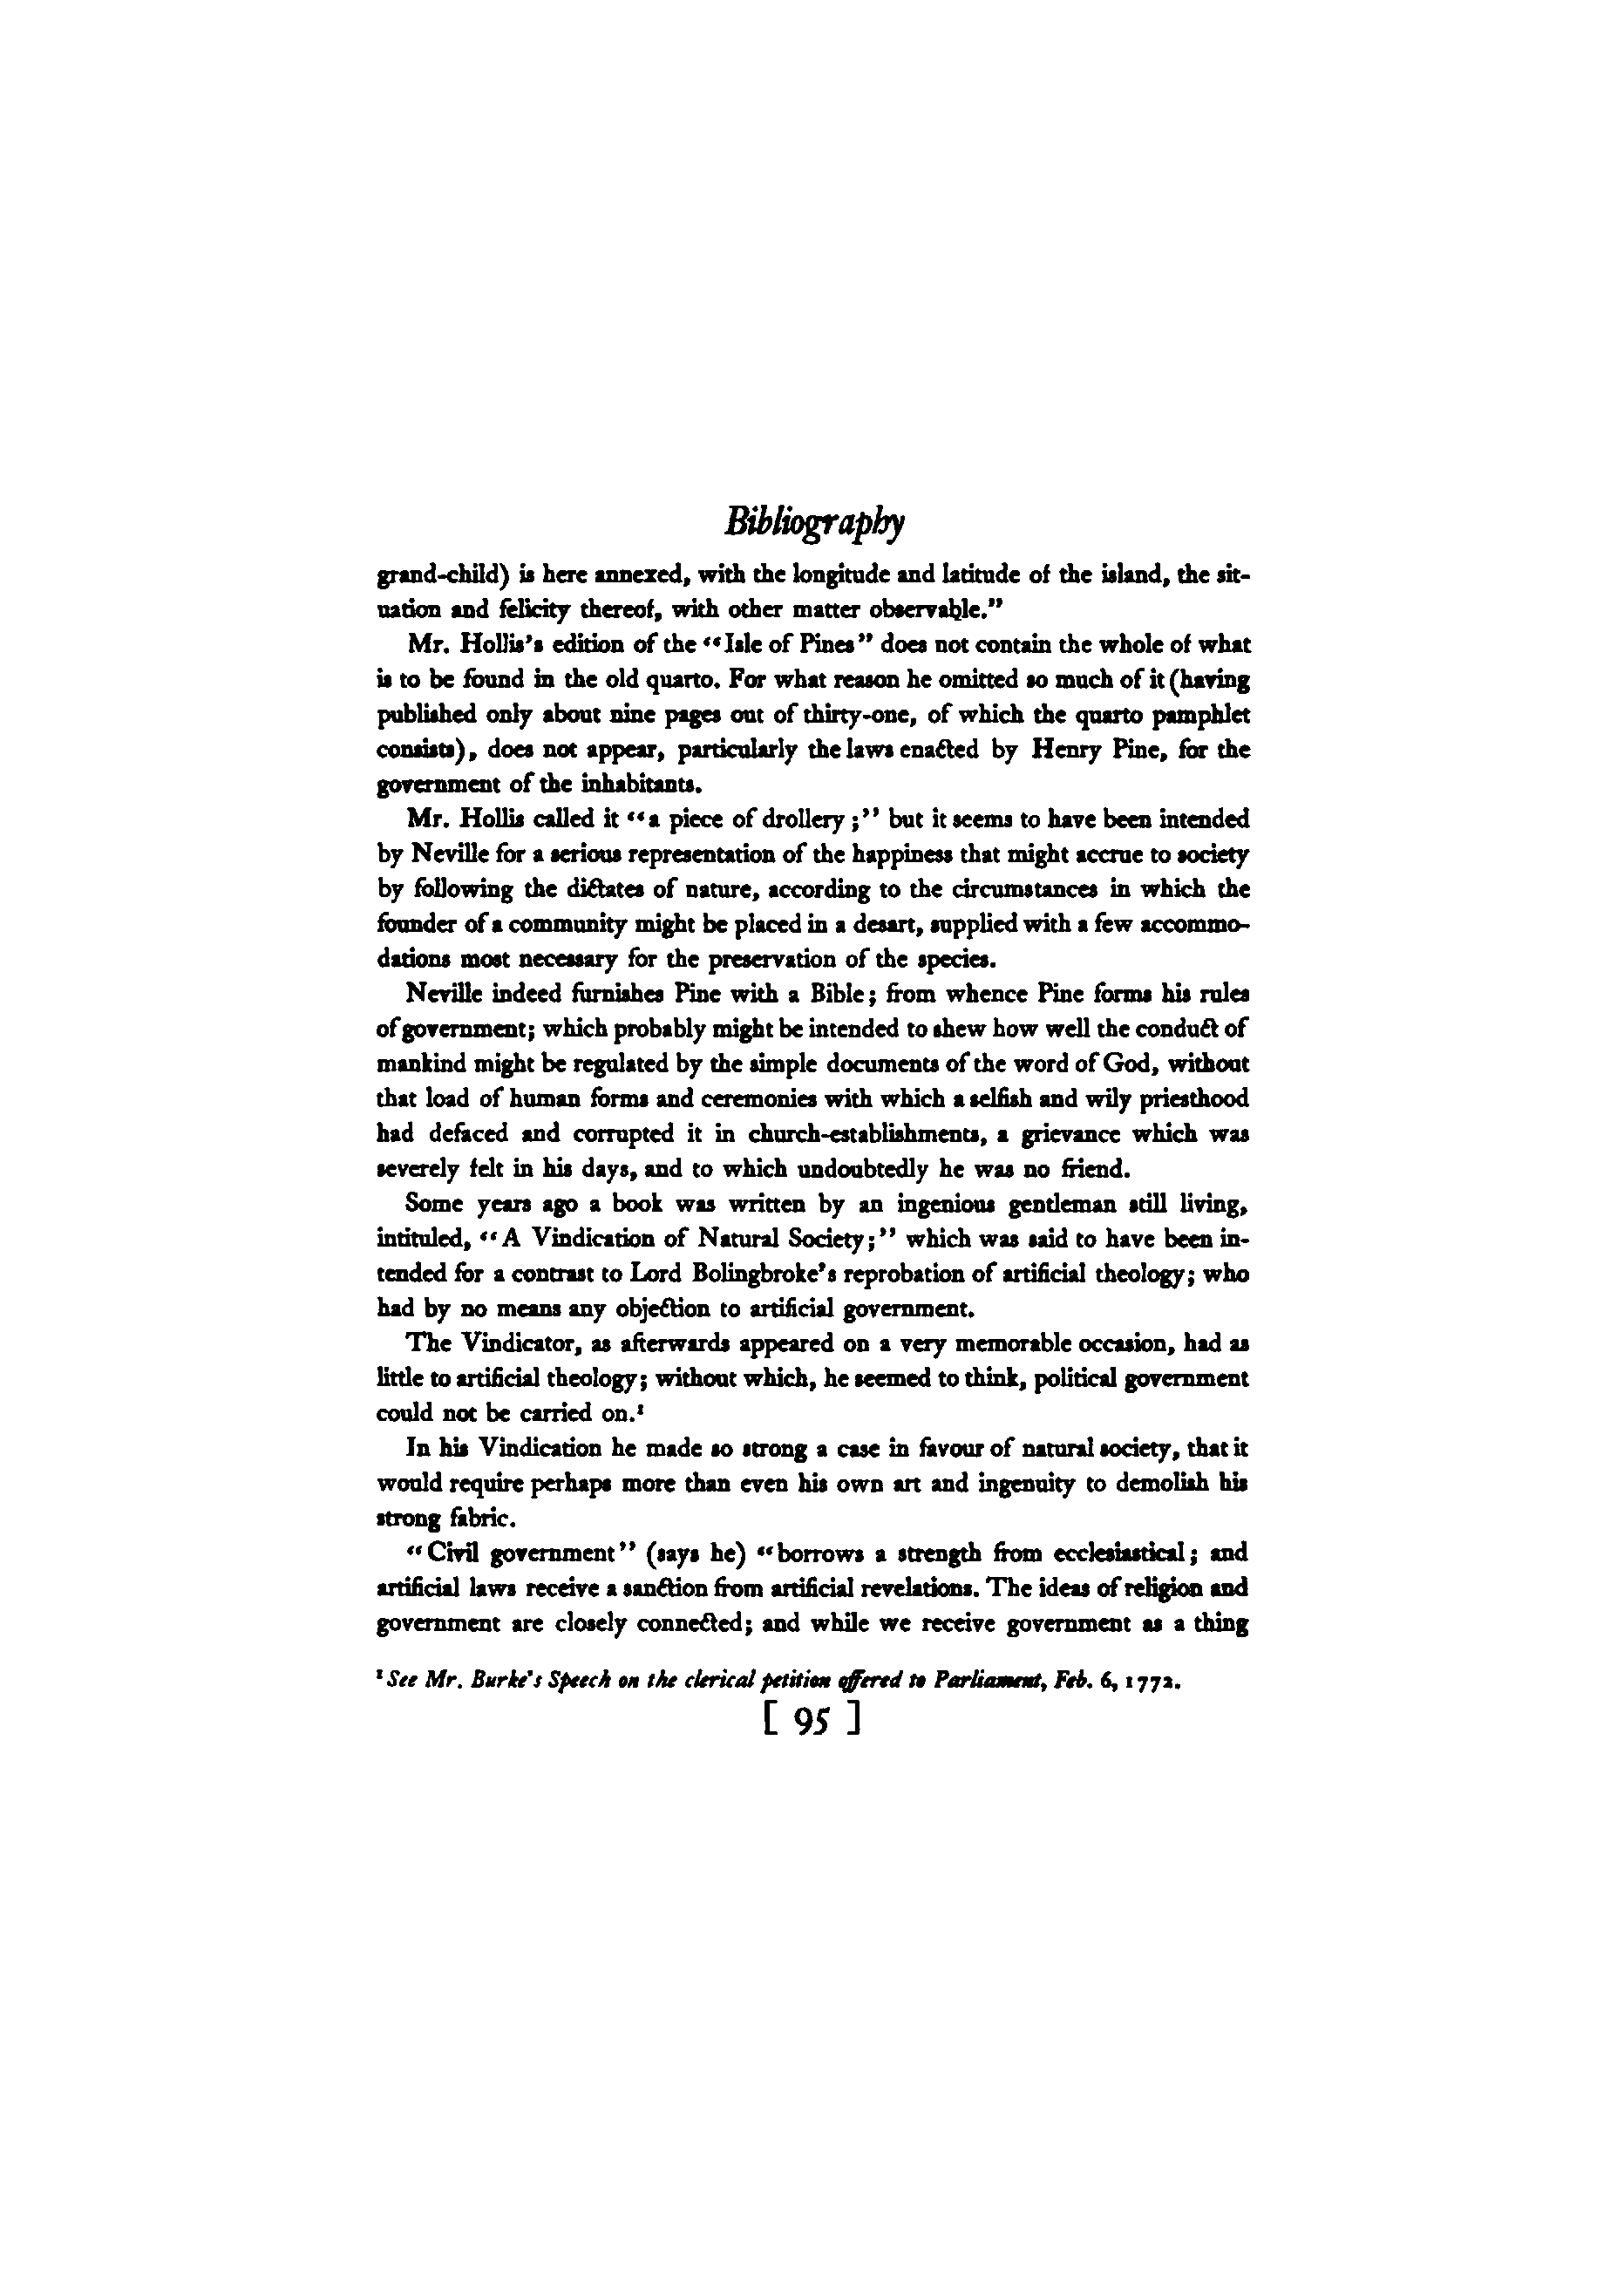 Bibliography
grand-child) is here annexed, with the longitude and latitude of the island, the sit-
uation and felicity thereof, with other matter observable."
Mr. Hollis's edition of the "Isle of Pines" does not contain the whole of what
is to be found in the old quarto. For what reason he omitted so much of it (having
published only about nine pages out of thirty-one, of which the quarto pamphlet
consists), does not appear, particularly the laws enacted by Henry Pine, for the
government of the inhabitants.
Mr. Hollis called it "a piece of drollery;" but it seems to have been intended
by Neville for a serious representation of the happiness that might accrue to society
by following the dictates of nature, according to the circumstances in which the
founder of a community might be placed in a desart, supplied with a few accommo-
dations most necessary for the preservation of the species.
Neville indeed furnishes Pine with a Bible; from whence Pine forms his rules
of government; which probably might be intended to shew how well the conduct of
mankind might be regulated by the simple documents of the word of God, without
that load of human forms and ceremonies with which a selfish and wily priesthood
had defaced and corrupted it in church-establishments, a grievance which was
severely felt in his days, and to which undoubtedly he was no friend.
Some years ago a book was written by an ingenious gentleman still living,
intituled, "A Vindication of Natural Society;" which was said to have been in-
tended for a contrast to Lord Bolingbroke's reprobation of artificial theology; who
had by no means any objection to artificial government.
The Vindicator, as afterwards appeared on a very memorable occasion, had as
little to artificial theology; without which, he seemed to think, political government
could not be carried on.¹
In his Vindication he made so strong a case in favour of natural society, that it
would require perhaps more than even his own art and ingenuity to demolish his
strong fabric.
"Civil government" (says he) "borrows a strength from ecclesiastical; and
artificial laws receive a sanction from artificial revelations. The ideas of religion and
government are closely connected; and while we receive government as a thing
¹ See Mr. Burke's Speech on the clerical petition offered to Parliament, Feb. 6, 1772.
[ 95 ]